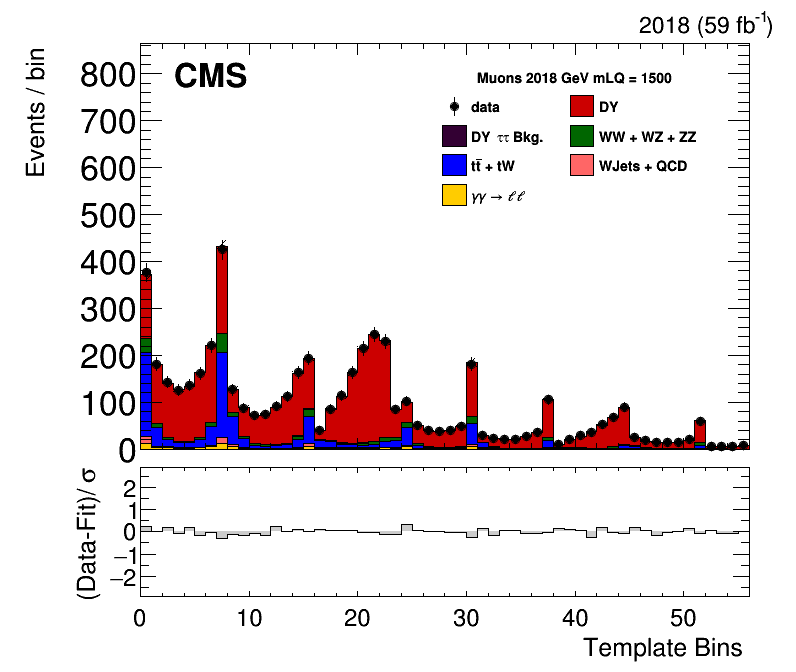 2018 (59 fb⁻¹)
Events / bin
CMS
Muons 2018 GeV mLQ = 1500
data
DY
DY ττ Bkg.
WW + WZ + ZZ
tt̄ + tW
WJets + QCD
γγ → ℓℓ
800
700
600
500
400
300
200
100
0
(Data-Fit)/σ
2
1
0
−1
−2
0 10 20 30 40 50
Template Bins